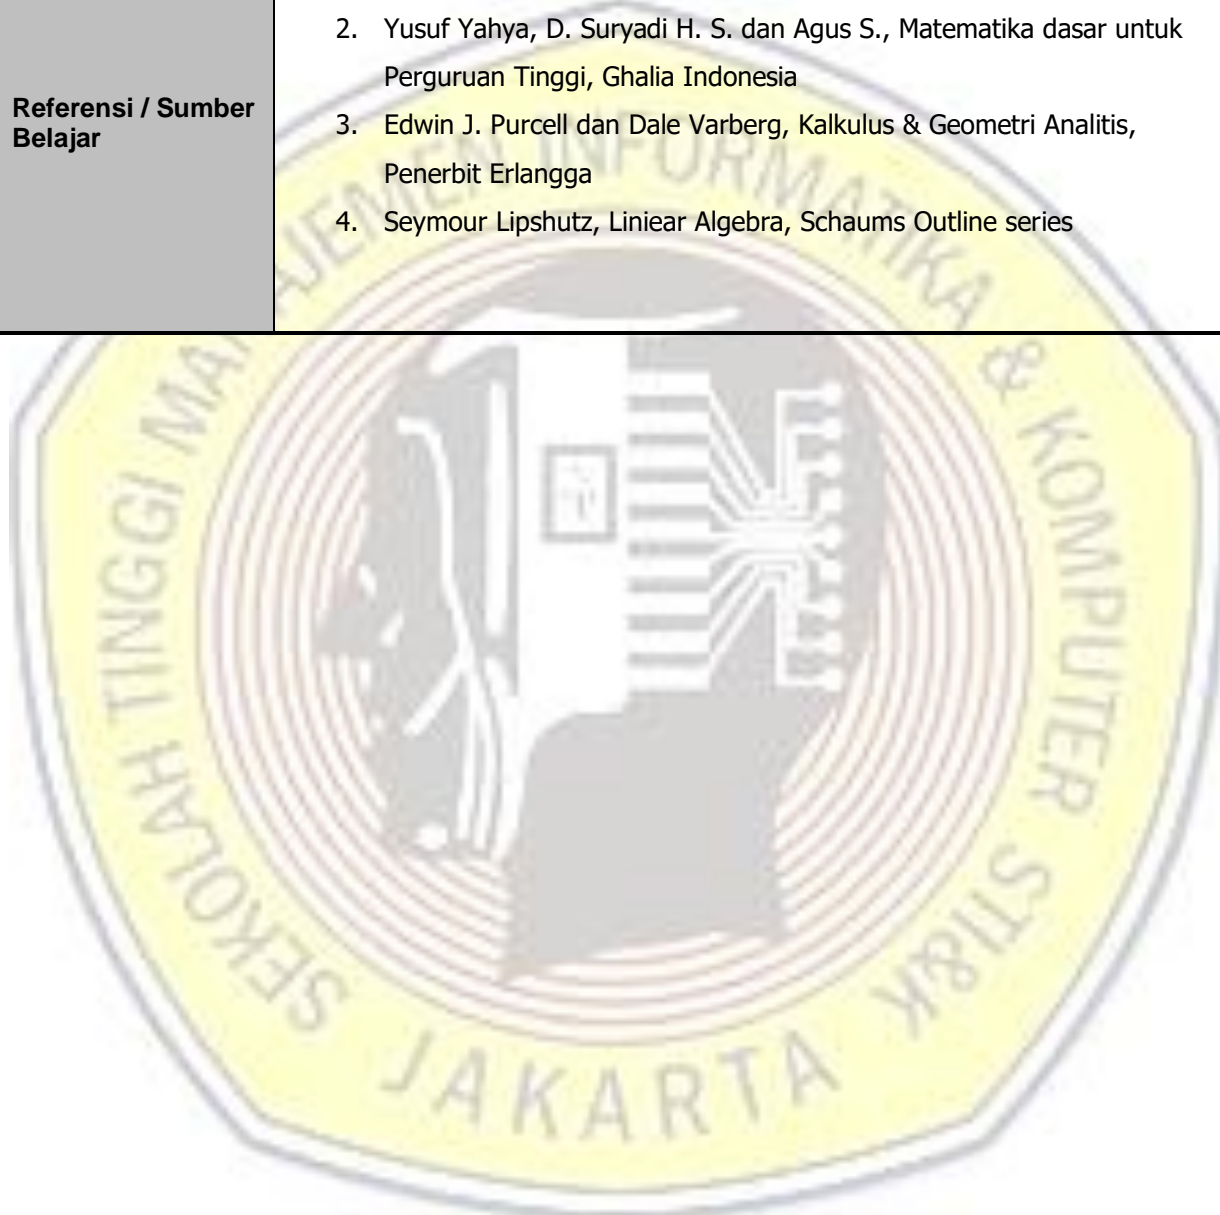 Referensi / Sumber
Belajar
2. Yusuf Yahya, D. Suryadi H. S. dan Agus S., Matematika dasar untuk
Perguruan Tinggi, Ghalia Indonesia
3. Edwin J. Purcell dan Dale Varberg, Kalkulus & Geometri Analitis,
Penerbit Erlangga
4. Seymour Lipshutz, Liniear Algebra, Schaums Outline series
SEKOLAH TINGGI MANAJEMEN INFORMATIKA & KOMPUTER STI&K
JAKARTA